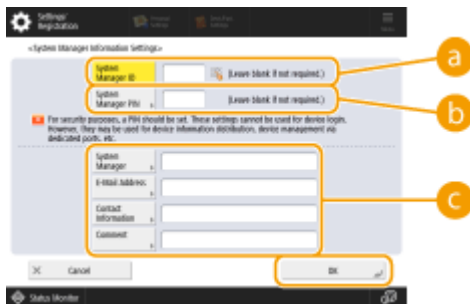 Settings/
Registration
<System Manager Information Settings>
System
Manager ID
(Leave blank if not required.)
a
System
Manager PIN
(Leave blank if not required.)
b
For security purposes, a PIN should be set. These settings cannot be used for device login.
However, they may be used for device information distribution, device management via
dedicated ports, etc.
System
Manager
E-Mail Address
c
Contact
Information
Comment
Cancel
OK
Status Monitor